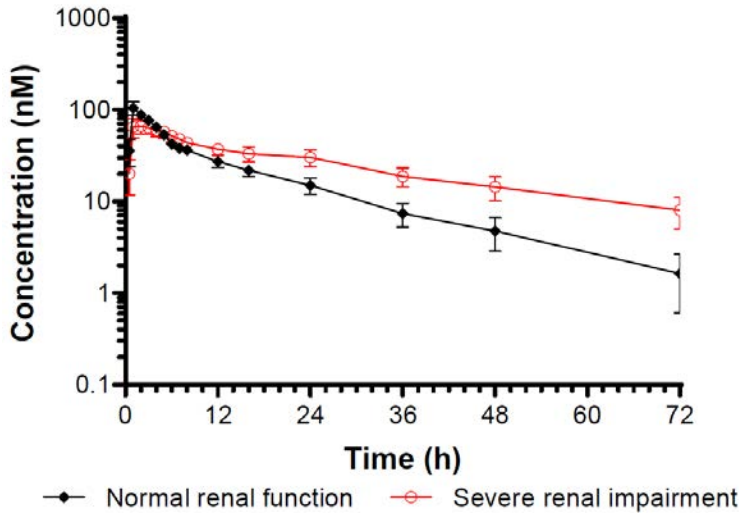 Concentration (nM)
1000
100
10
1
0.1
0 12 24 36 48 60 72
Time (h)
Normal renal function Severe renal impairment